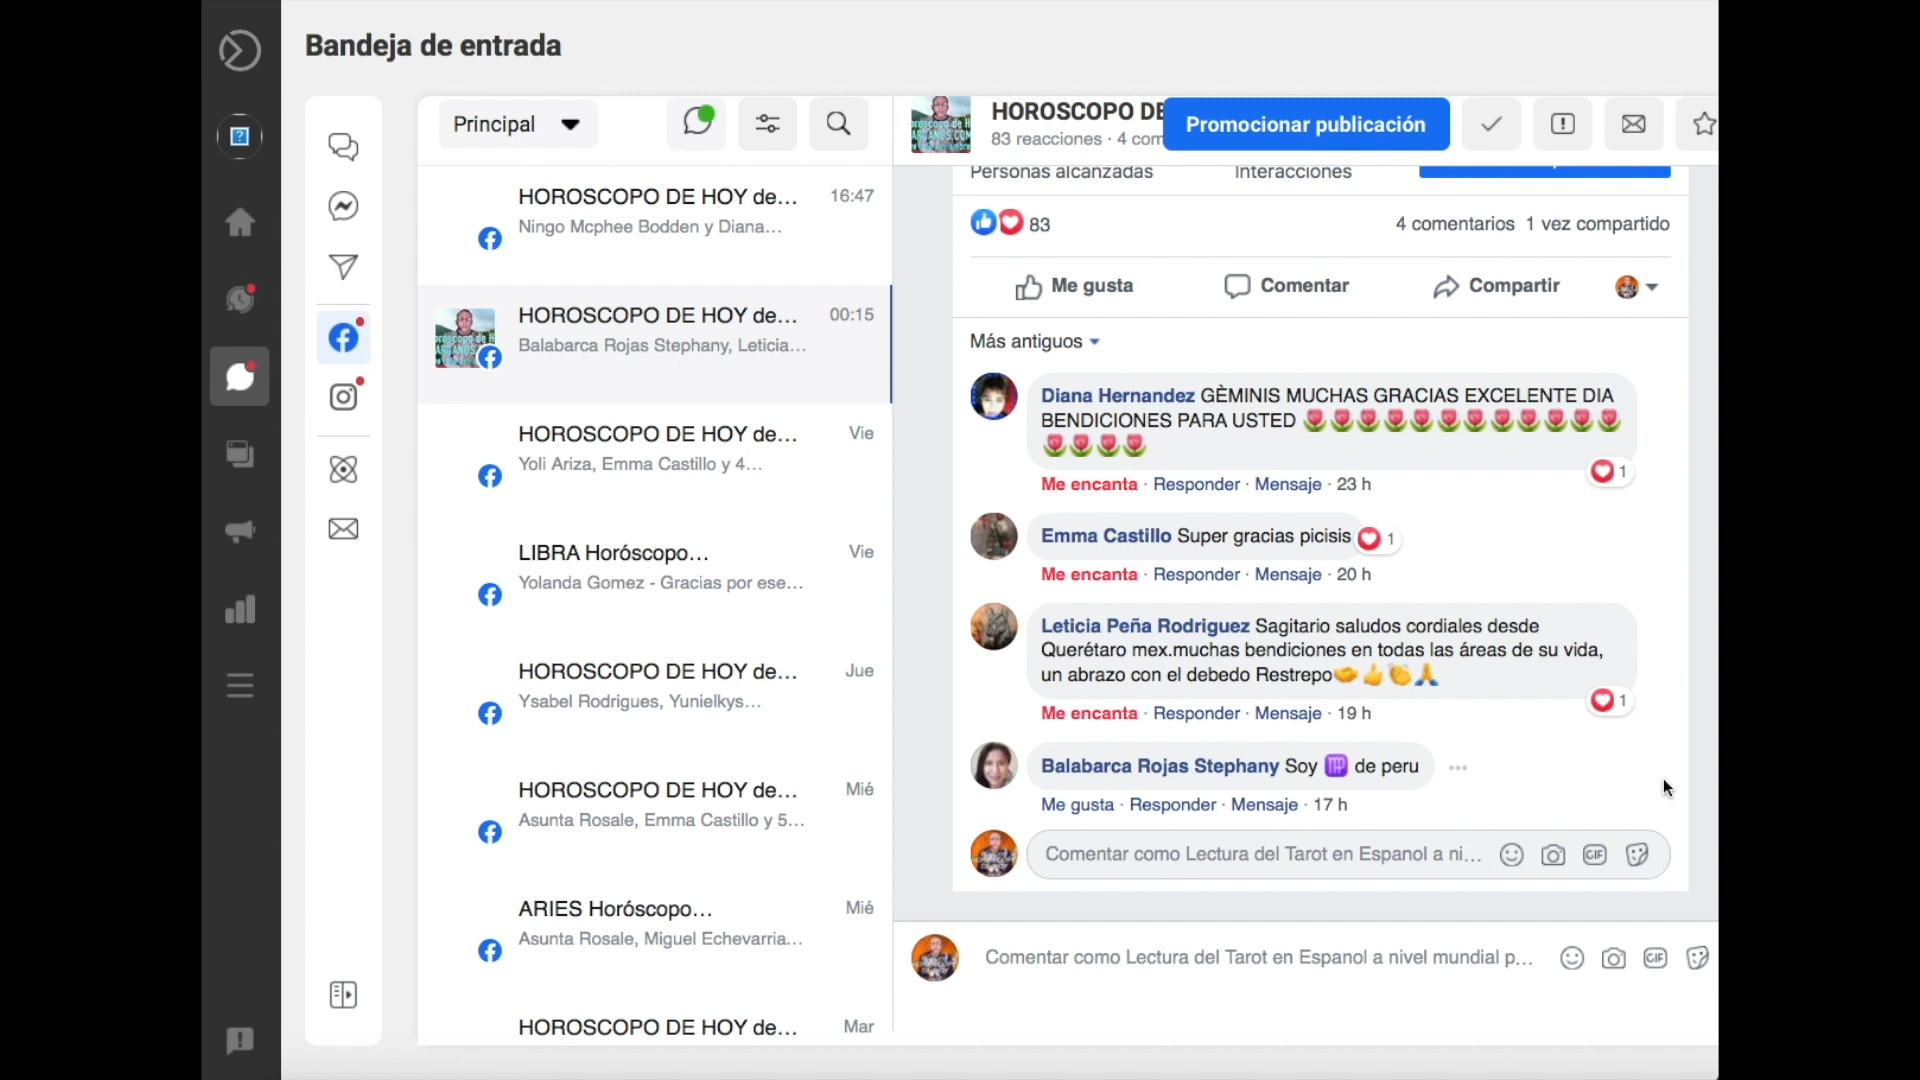 Bandeja de entrada
Principal
HOROSCOPO DE HOY de... 16:47
Ningo Mcphee Bodden y Diana...
HOROSCOPO DE HOY de... 00:15
Balabarca Rojas Stephany, Leticia...
HOROSCOPO DE HOY de... Vie
Yoli Ariza, Emma Castillo y 4...
LIBRA Horóscopo... Vie
Yolanda Gomez - Gracias por ese...
HOROSCOPO DE HOY de... Jue
Ysabel Rodrigues, Yunielkys...
HOROSCOPO DE HOY de... Mié
Asunta Rosale, Emma Castillo y 5...
ARIES Horóscopo... Mié
Asunta Rosale, Miguel Echevarria...
HOROSCOPO DE HOY de... Mar
HOROSCOPO DE
83 reacciones · 4 com
Promocionar publicación
Personas alcanzadas Interacciones
83 4 comentarios 1 vez compartido
Me gusta Comentar Compartir
Más antiguos
Diana Hernandez GÈMINIS MUCHAS GRACIAS EXCELENTE DIA
BENDICIONES PARA USTED 🌷🌷🌷🌷🌷🌷🌷🌷🌷🌷🌷🌷
🌷🌷🌷🌷
1
Me encanta · Responder · Mensaje · 23 h
Emma Castillo Super gracias picisis 1
Me encanta · Responder · Mensaje · 20 h
Leticia Peña Rodriguez Sagitario saludos cordiales desde
Querétaro mex.muchas bendiciones en todas las áreas de su vida,
un abrazo con el debedo Restrepo🤝👍👏🙏
1
Me encanta · Responder · Mensaje · 19 h
Balabarca Rojas Stephany Soy ♍ de peru
Me gusta · Responder · Mensaje · 17 h
Comentar como Lectura del Tarot en Espanol a ni... GIF
Comentar como Lectura del Tarot en Espanol a nivel mundial p... GIF